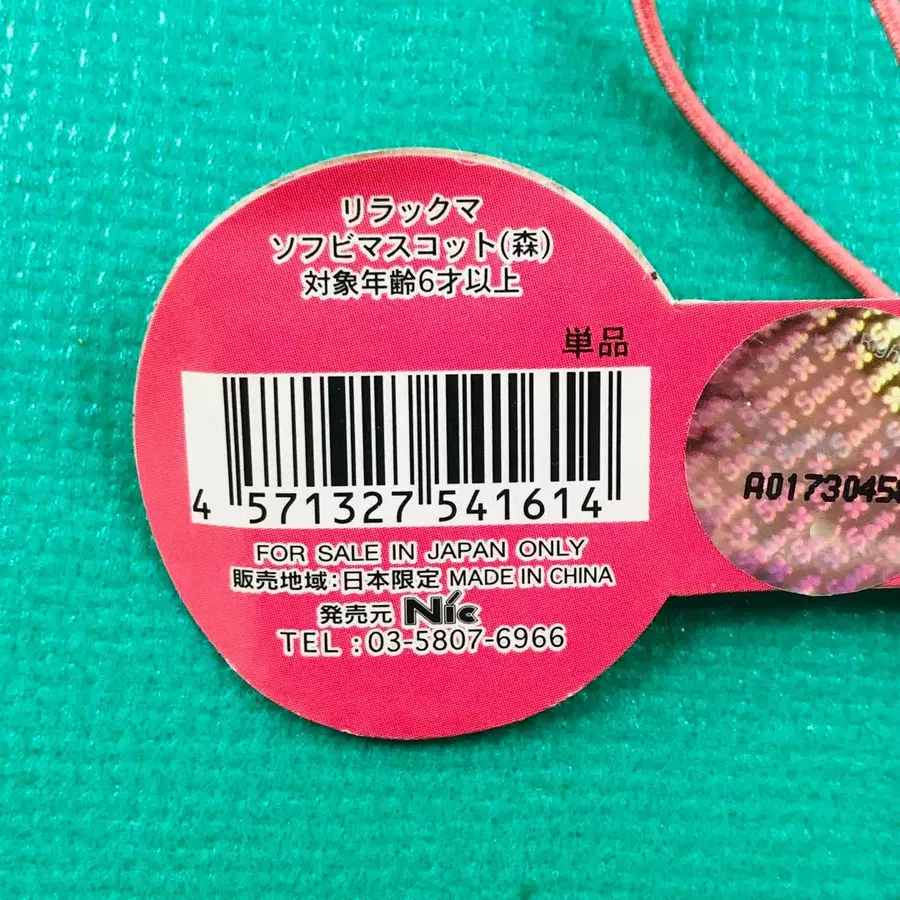 リラックマ
ソフビマスコット(森)
対象年齢6才以上
単品
4 571327 541614
FOR SALE IN JAPAN ONLY
販売地域:日本限定 MADE IN CHINA
発売元 Nic
TEL:03-5807-6966
A0173045